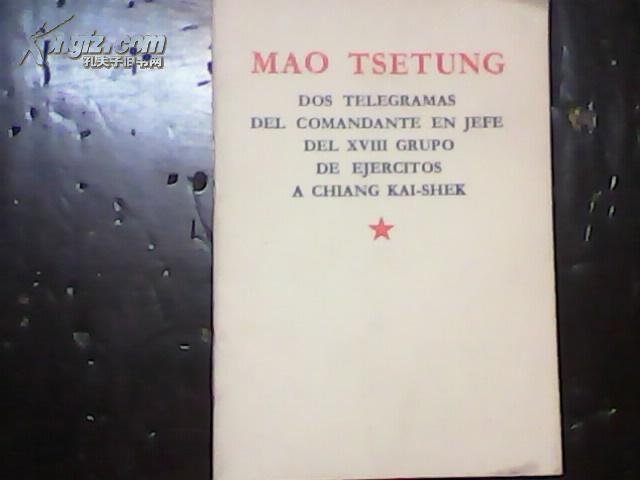 Kongfz.com
孔夫子旧书网
MAO TSETUNG
DOS TELEGRAMAS
DEL COMANDANTE EN JEFE
DEL XVIII GRUPO
DE EJERCITOS
A CHIANG KAI-SHEK